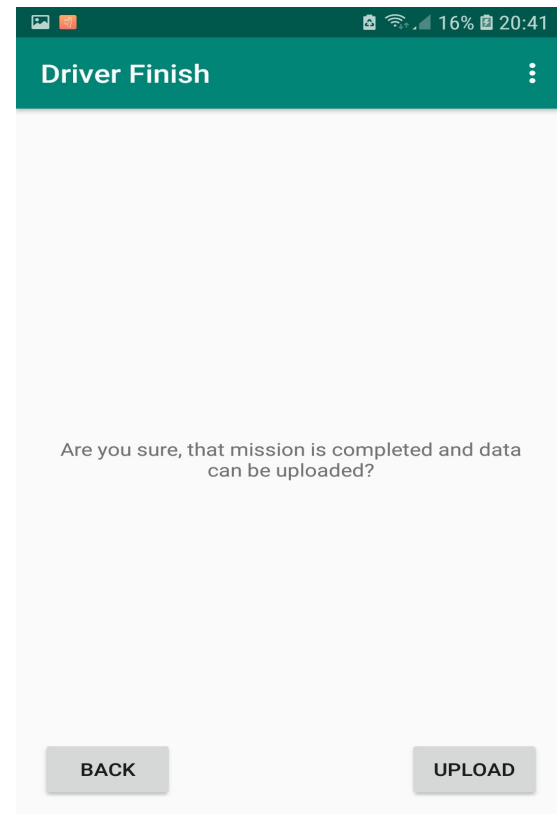 16% 20:41
Driver Finish
Are you sure, that mission is completed and data
can be uploaded?
BACK UPLOAD